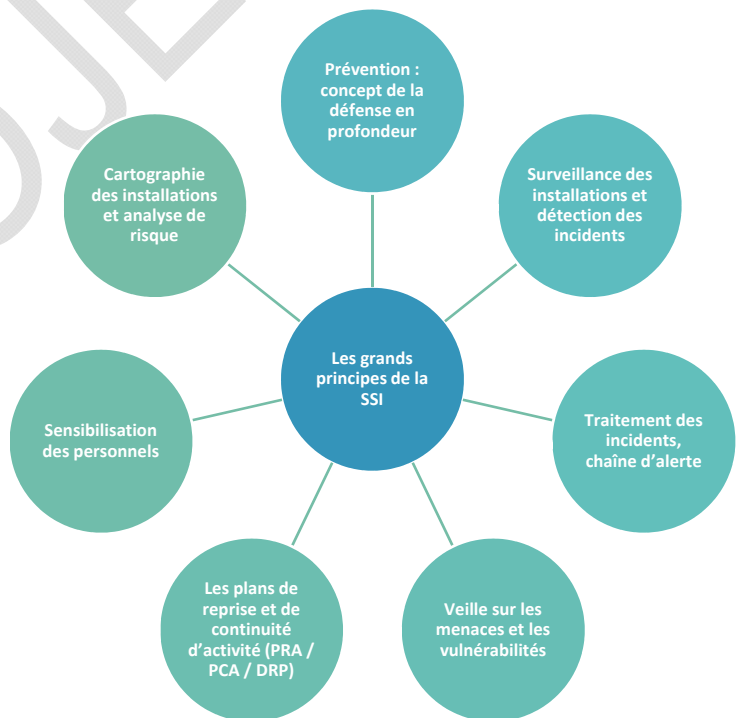 Prévention :
concept de la
défense en
profondeur
Surveillance des
installations et
détection des
incidents
Traitement des
incidents,
chaîne d’alerte
Veille sur les
menaces et les
vulnérabilités
Les plans de
reprise et de
continuité
d’activité (PRA /
PCA / DRP)
Sensibilisation
des personnels
Cartographie
des installations
et analyse de
risque
Les grands
principes de la
SSI